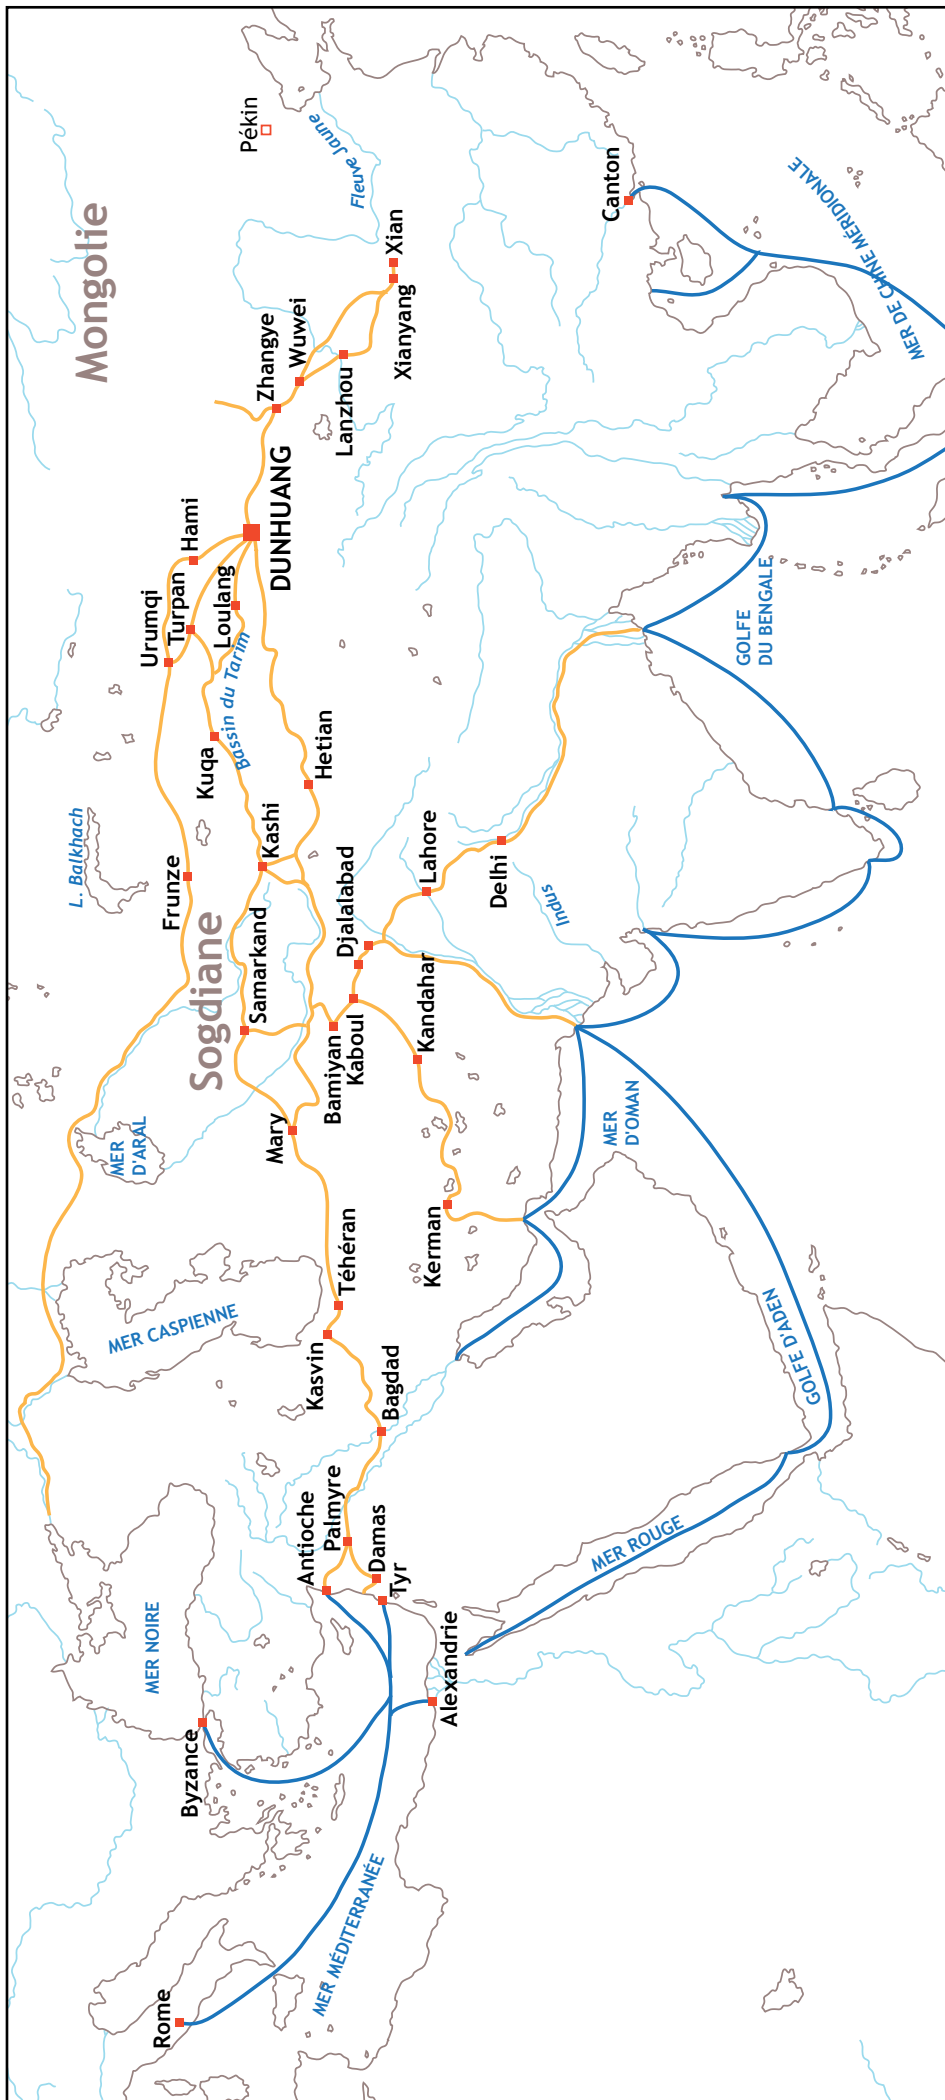 Rome
MER MÉDITERRANÉE
Byzance
MER NOIRE
Alexandrie
Antioche
Palmyre
Damas
Tyr
MER ROUGE
Bagdad
Kasvin
Téhéran
MER CASPIENNE
GOLFE D'ADEN
Kerman
MER
D'ARAL
Mary
MER
D'OMAN
Sogdiane
Samarkand
Bamiyan
Kaboul
Kandahar
Djalalabad
Frunze
L. Balkhach
Kashi
Lahore
Delhi
Indus
Kuqa
Hetian
Bassin du Tarim
Urumqi
Turpan
Loulang
Hami
DUNHUANG
GOLFE
DU BENGALE
Mongolie
Zhangye
Wuwei
Lanzhou
Xianyang
Xian
Fleuve Jaune
Pékin
Canton
MER DE CHINE MÉRIDIONALE